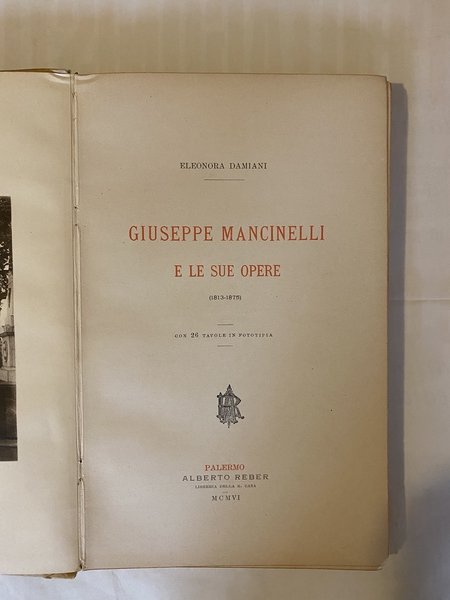 ELEONORA DAMIANI
GIUSEPPE MANCINELLI
E LE SUE OPERE
(1813-1875)
CON 26 TAVOLE IN FOTOTIPIA
AR
PALERMO
ALBERTO REBER
LIBRERIA DELLA R. CASA
MCMVI